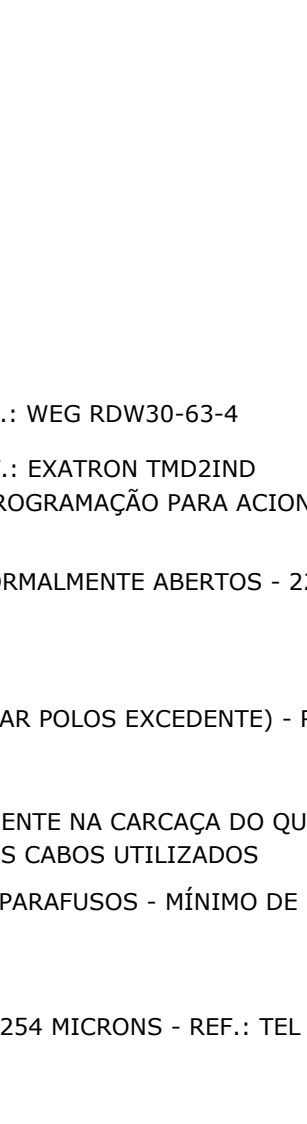 .: WEG RDW30-63-4
.: EXATRON TMD2IND
ROGRAMAÇÃO PARA ACION
ORMALMENTE ABERTOS - 22
AR POLOS EXCEDENTE) -
ENTE NA CARCAÇA DO QU
S CABOS UTILIZADOS
PARAFUSOS - MÍNIMO DE
254 MICRONS - REF.: TEL